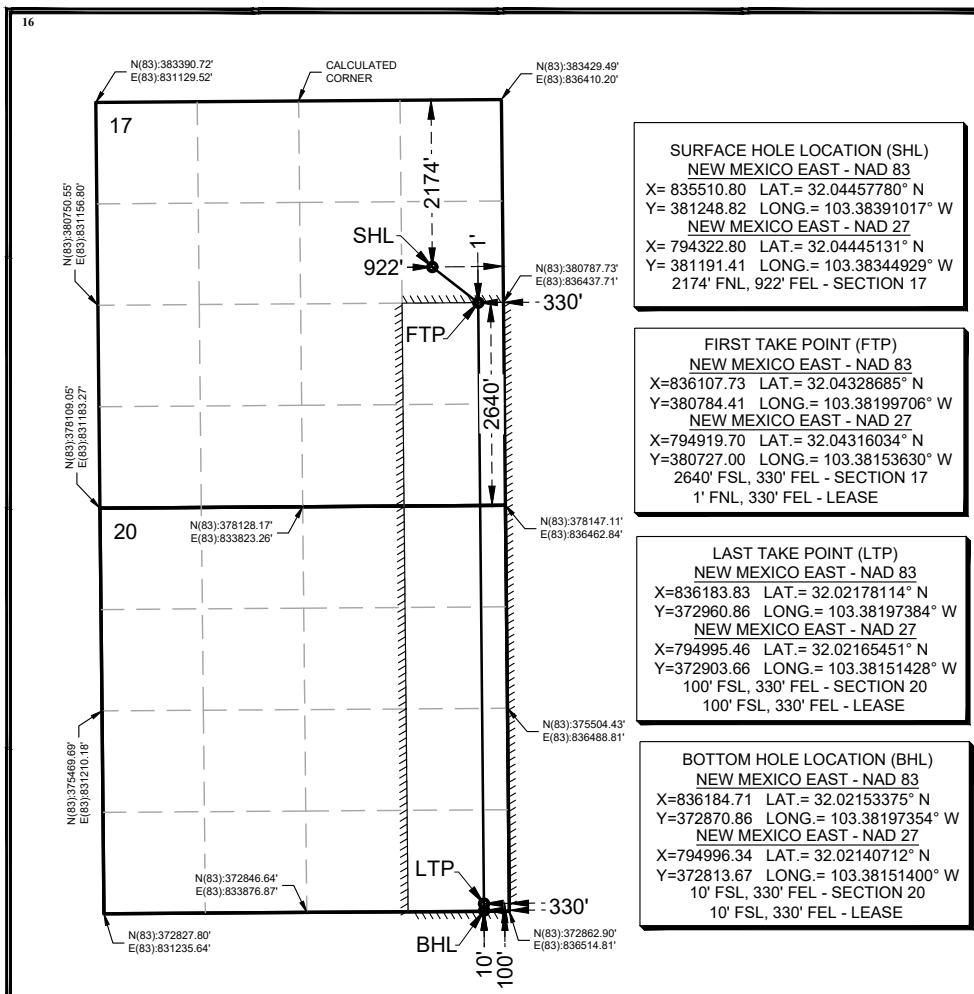 16
N(83):383390.72'
E(83):831129.52'
CALCULATED
CORNER
N(83):383429.49'
E(83):836410.20'
17
2174'
N(83):380750.55'
E(83):831156.80'
SHL
1'
922'
N(83):380787.73'
E(83):836437.71'
330'
FTP
2640'
N(83):378109.05'
E(83):831183.27'
20
N(83):378128.17'
E(83):833823.26'
N(83):378147.11'
E(83):836462.84'
N(83):375469.69'
E(83):831210.18'
N(83):375504.43'
E(83):836488.81'
N(83):372846.64'
E(83):833876.87'
LTP
330'
BHL
N(83):372827.80'
E(83):831235.64'
10'
100'
N(83):372862.90'
E(83):836514.81'
SURFACE HOLE LOCATION (SHL)
NEW MEXICO EAST - NAD 83
X= 835510.80 LAT.= 32.04457780° N
Y= 381248.82 LONG.= 103.38391017° W
NEW MEXICO EAST - NAD 27
X= 794322.80 LAT.= 32.04445131° N
Y= 381191.41 LONG.= 103.38344929° W
2174' FNL, 922' FEL - SECTION 17
FIRST TAKE POINT (FTP)
NEW MEXICO EAST - NAD 83
X=836107.73 LAT.= 32.04328685° N
Y=380784.41 LONG.= 103.38199706° W
NEW MEXICO EAST - NAD 27
X=794919.70 LAT.= 32.04316034° N
Y=380727.00 LONG.= 103.38153630° W
2640' FSL, 330' FEL - SECTION 17
1' FNL, 330' FEL - LEASE
LAST TAKE POINT (LTP)
NEW MEXICO EAST - NAD 83
X=836183.83 LAT.= 32.02178114° N
Y=372960.86 LONG.= 103.38197384° W
NEW MEXICO EAST - NAD 27
X=794995.46 LAT.= 32.02165451° N
Y=372903.66 LONG.= 103.38151428° W
100' FSL, 330' FEL - SECTION 20
100' FSL, 330' FEL - LEASE
BOTTOM HOLE LOCATION (BHL)
NEW MEXICO EAST - NAD 83
X=836184.71 LAT.= 32.02153375° N
Y=372870.86 LONG.= 103.38197354° W
NEW MEXICO EAST - NAD 27
X=794996.34 LAT.= 32.02140712° N
Y=372813.67 LONG.= 103.38151400° W
10' FSL, 330' FEL - SECTION 20
10' FSL, 330' FEL - LEASE